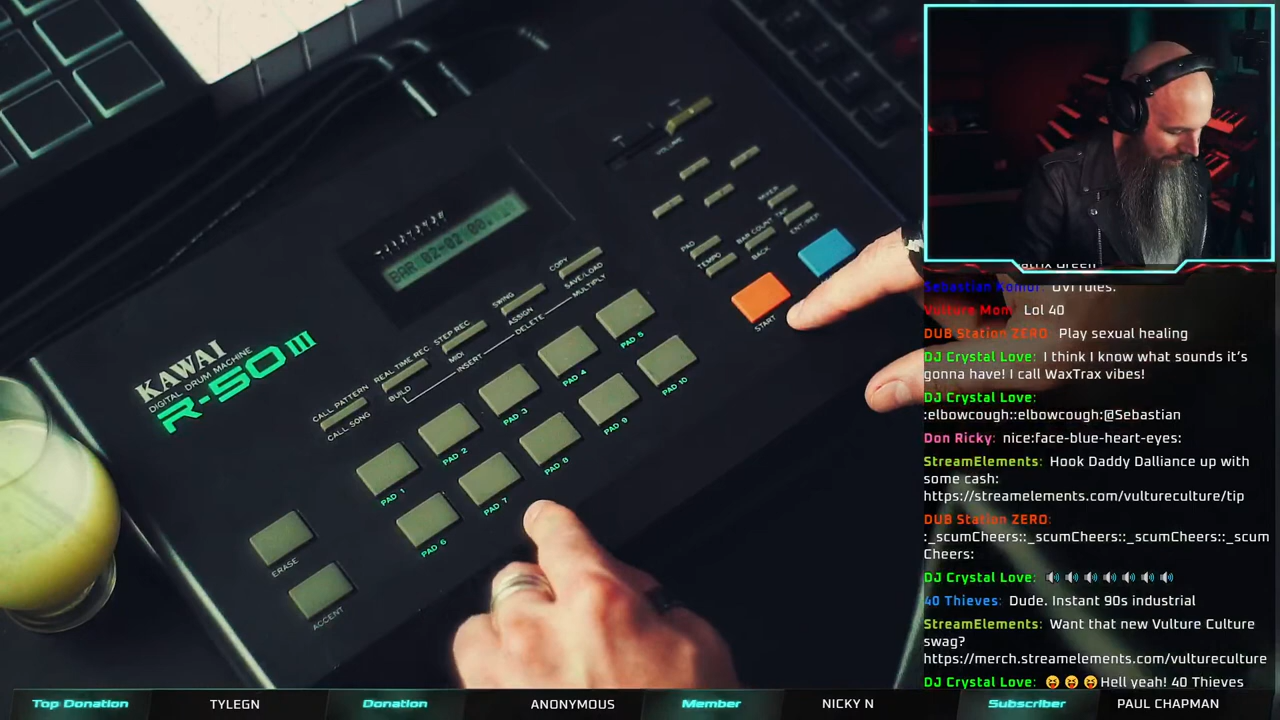 KAWAI
DIGITAL DRUM MACHINE
R-50III
BAR 02-02 00.
VOLUME
MIXER
PAD
TEMPO
BAR COUNT
TAP
BACK
ENT/REP
START
COPY
SAVE/LOAD
MULTIPLY
SWING
ASSIGN
DELETE
STEP REC
MIDI
INSERT
REAL TIME REC
BUILD
CALL PATTERN
CALL SONG
PAD 1
PAD 2
PAD 3
PAD 4
PAD 5
PAD 6
PAD 7
PAD 8
PAD 9
PAD 10
ERASE
ACCENT
Vulture Mom: Lol 40
DUB Station ZERO: Play sexual healing
DJ Crystal Love: I think I know what sounds it's
gonna have! I call WaxTrax vibes!
DJ Crystal Love:
:elbowcough::elbowcough:@Sebastian
Don Ricky: nice:face-blue-heart-eyes:
StreamElements: Hook Daddy Dalliance up with
some cash:
https://streamelements.com/vultureculture/tip
DUB Station ZERO:
:_scumCheers::_scumCheers::_scumCheers::_scum
Cheers:
DJ Crystal Love: 🔊🔊🔊🔊🔊🔊🔊
40 Thieves: Dude. Instant 90s industrial
StreamElements: Want that new Vulture Culture
swag?
https://merch.streamelements.com/vultureculture
DJ Crystal Love: 😝😝😝Hell yeah! 40 Thieves
Top Donation TYLEGN Donation ANONYMOUS Member NICKY N Subscriber PAUL CHAPMAN